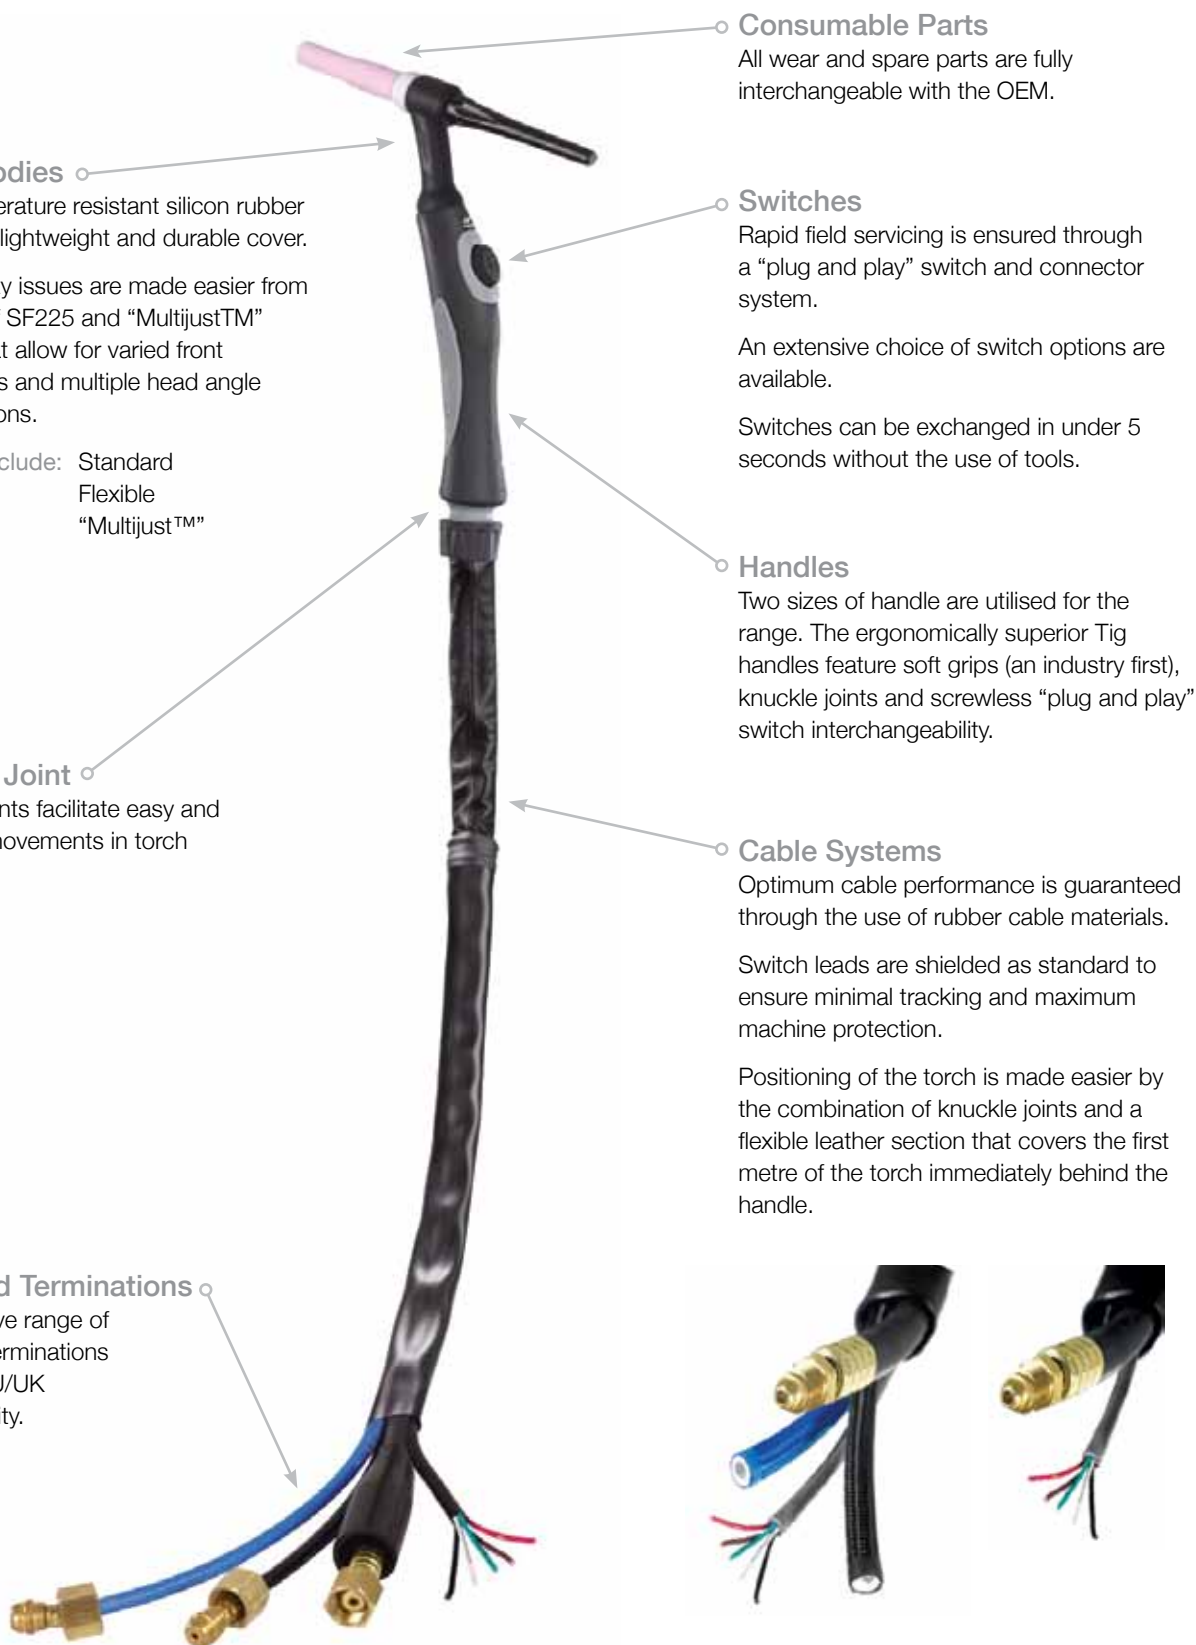 Consumable Parts
All wear and spare parts are fully
interchangeable with the OEM.
odies
erature resistant silicon rubber
lightweight and durable cover.
y issues are made easier from
SF225 and “MultijustTM”
t allow for varied front
s and multiple head angle
ons.
clude: Standard
Flexible
“Multijust™”
Switches
Rapid field servicing is ensured through
a “plug and play” switch and connector
system.
An extensive choice of switch options are
available.
Switches can be exchanged in under 5
seconds without the use of tools.
Handles
Two sizes of handle are utilised for the
range. The ergonomically superior Tig
handles feature soft grips (an industry first),
knuckle joints and screwless “plug and play”
switch interchangeability.
Joint
nts facilitate easy and
movements in torch
Cable Systems
Optimum cable performance is guaranteed
through the use of rubber cable materials.
Switch leads are shielded as standard to
ensure minimal tracking and maximum
machine protection.
Positioning of the torch is made easier by
the combination of knuckle joints and a
flexible leather section that covers the first
metre of the torch immediately behind the
handle.
d Terminations
ve range of
erminations
U/UK
ity.